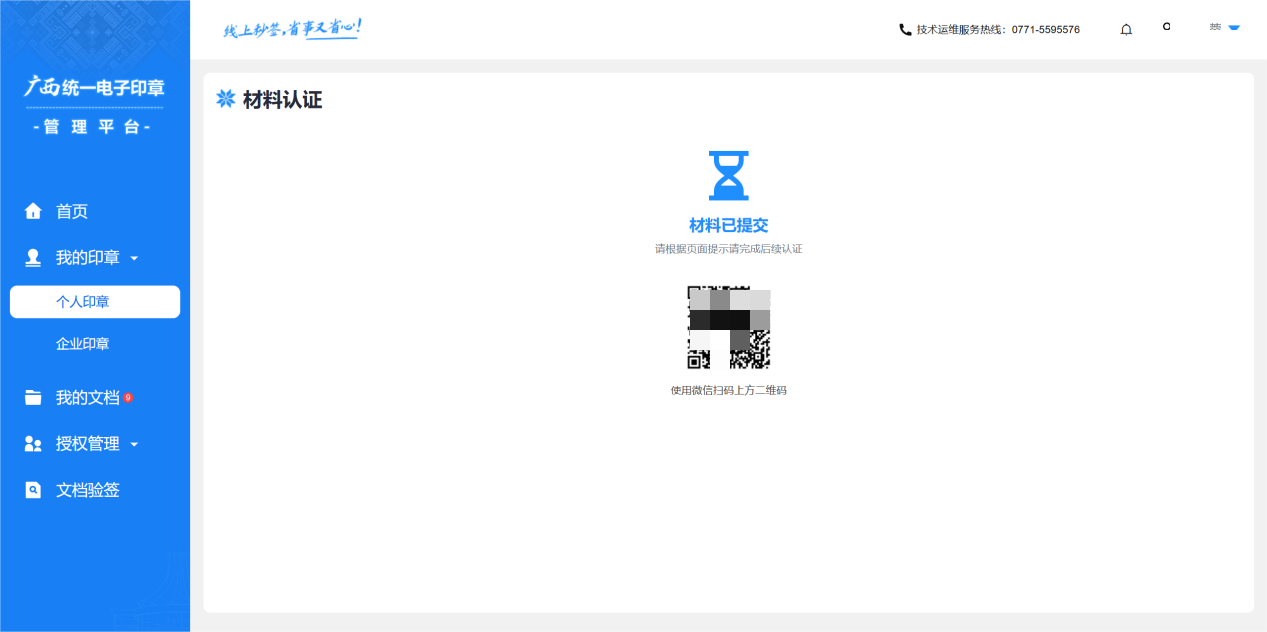 线上秒签,省事又省心!
技术运维服务热线：0771-5595576
广西统一电子印章
-管理平台-
首页
我的印章
个人印章
企业印章
我的文档 9
授权管理
文档验签
材料认证
材料已提交
请根据页面提示请完成后续认证
使用微信扫码上方二维码